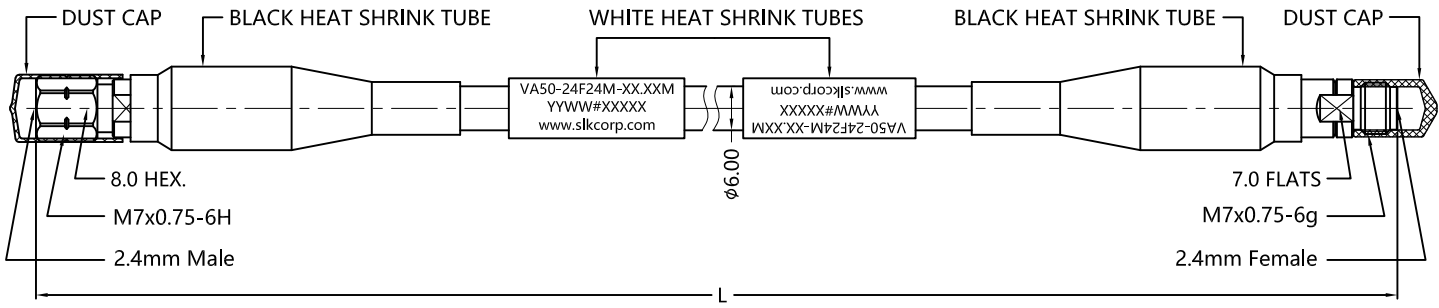 DUST CAP
BLACK HEAT SHRINK TUBE
WHITE HEAT SHRINK TUBES
BLACK HEAT SHRINK TUBE
DUST CAP
VA50-24F24M-XX.XXM
YYWW#XXXXX
www.slkcorp.com
VA50-24F24M-XX.XXM
YYWW#XXXXX
www.slkcorp.com
ø6.00
8.0 HEX.
M7x0.75-6H
2.4mm Male
7.0 FLATS
M7x0.75-6g
2.4mm Female
L